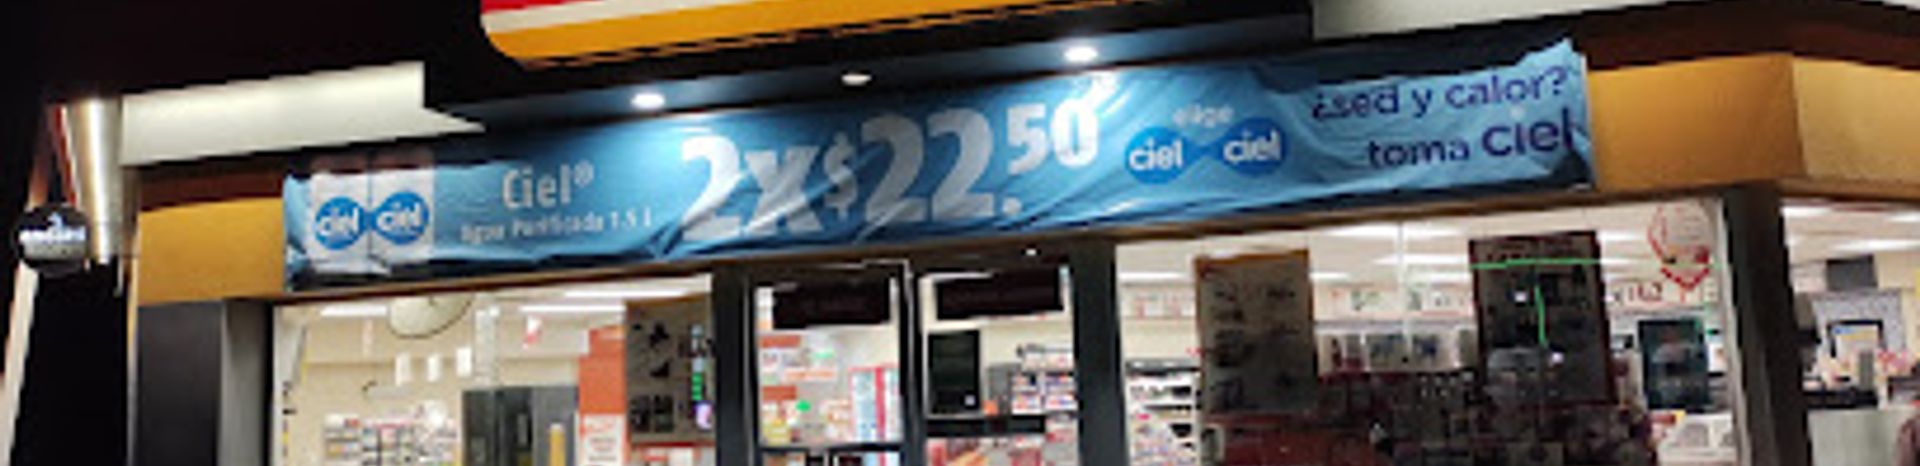 ciel ciel
Ciel®
Agua Purificada 1.5 L
2x$22.50
elige
ciel ciel
¿sed y calor?
toma ciel